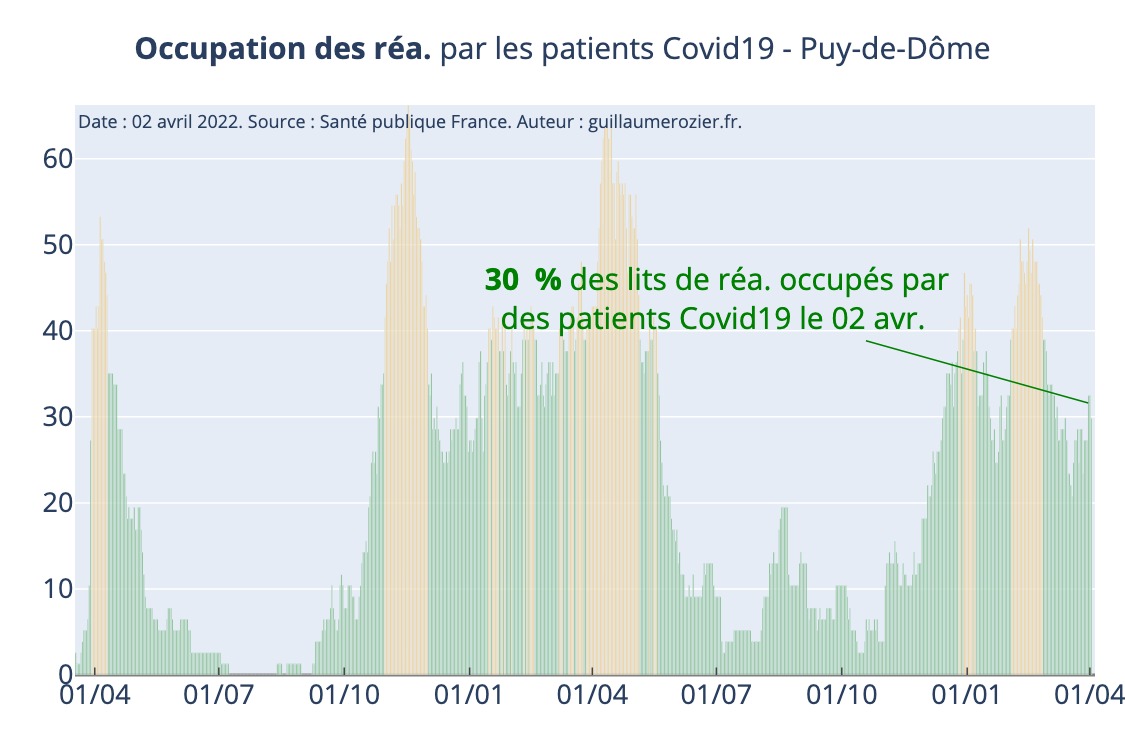 Occupation des réa. par les patients Covid19 - Puy-de-Dôme
Date : 02 avril 2022. Source : Santé publique France. Auteur : guillaumerozier.fr.
60
50
30 % des lits de réa. occupés par
des patients Covid19 le 02 avr.
40
30
20
10
0
01/04 01/07 01/10 01/01 01/04 01/07 01/10 01/01 01/04